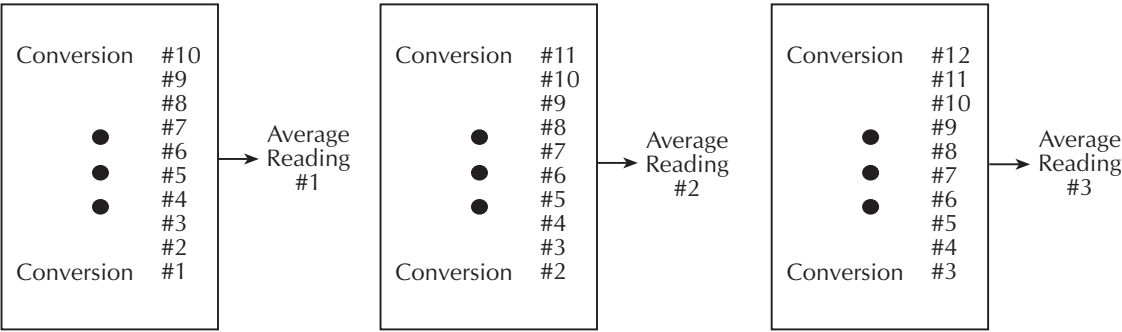 Conversion #10
#9
#8
#7
#6
#5
#4
#3
#2
Conversion #1
Average
Reading
#1
Conversion #11
#10
#9
#8
#7
#6
#5
#4
#3
Conversion #2
Average
Reading
#2
Conversion #12
#11
#10
#9
#8
#7
#6
#5
#4
Conversion #3
Average
Reading
#3